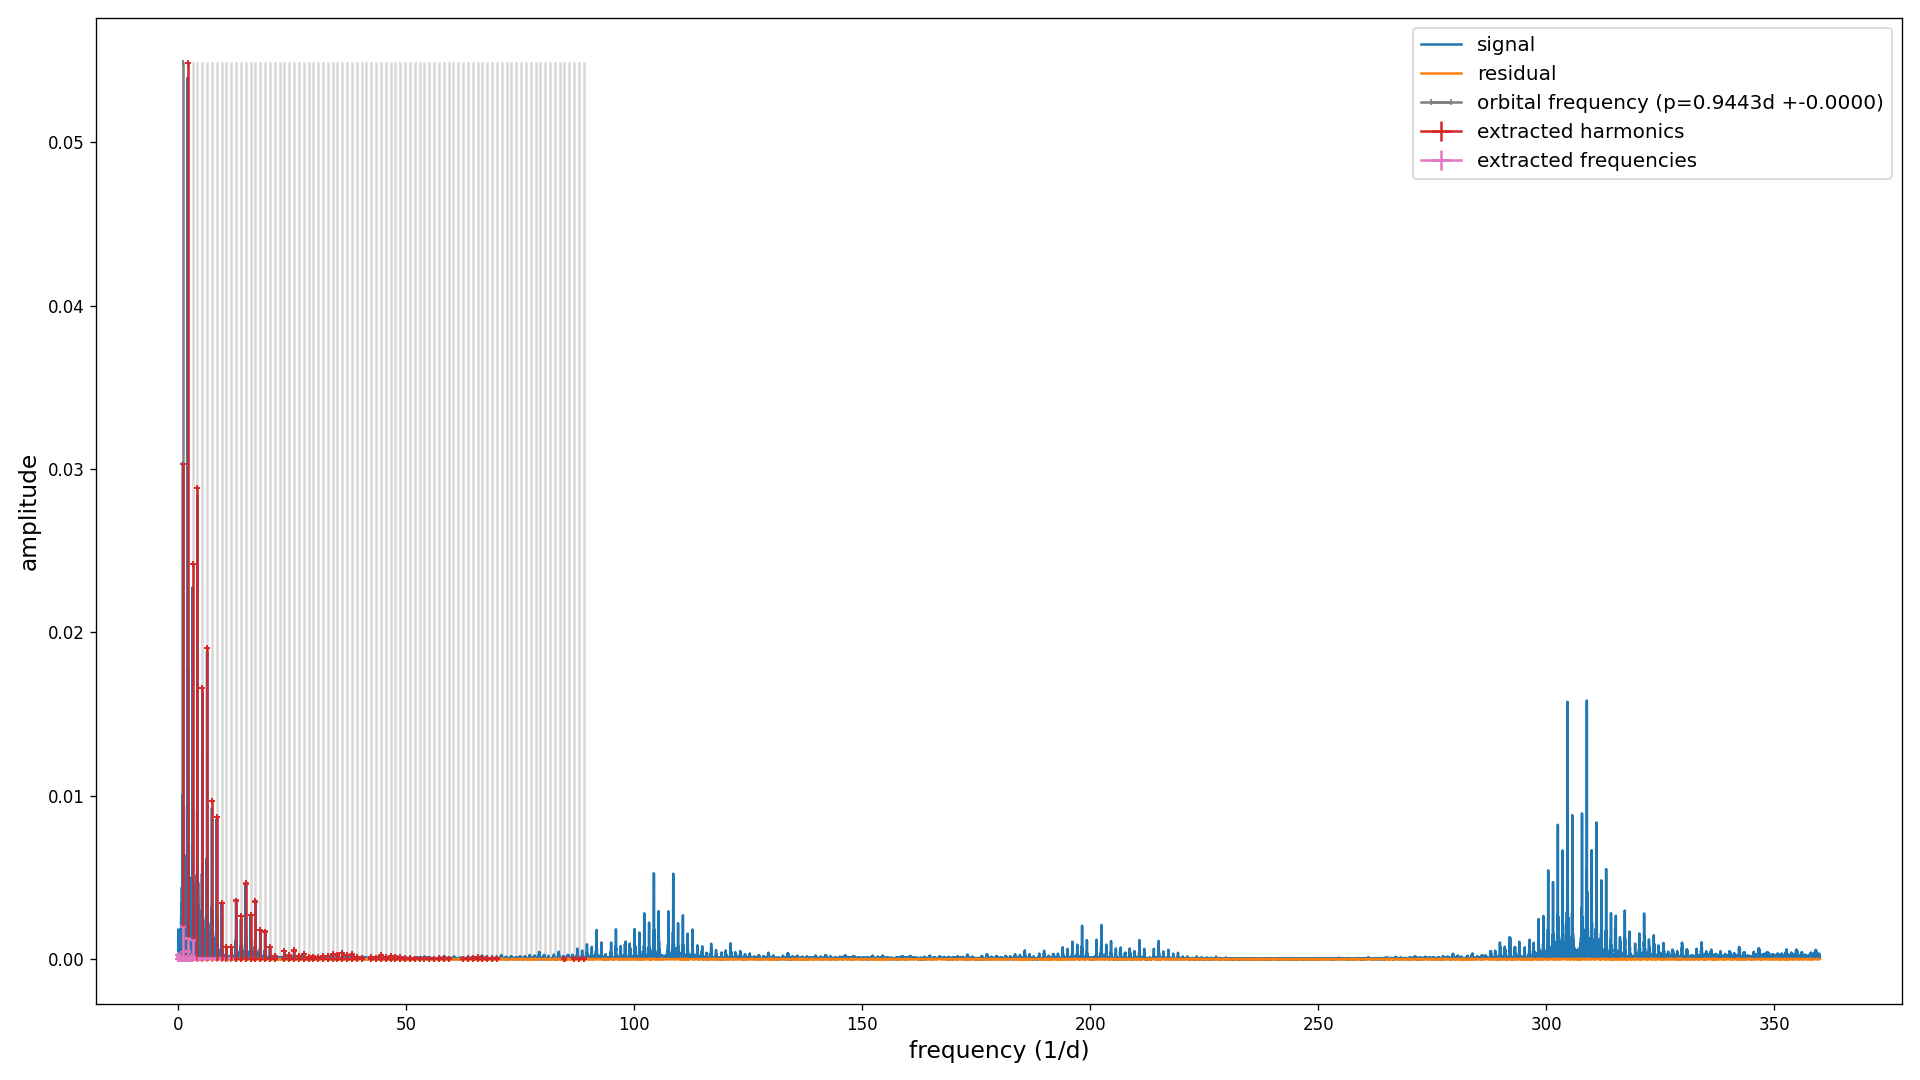 signal
residual
orbital frequency (p=0.9443d +-0.0000)
extracted harmonics
extracted frequencies
0.05
0.04
0.03
0.02
0.01
0.00
amplitude
0 50 100 150 200 250 300 350
frequency (1/d)